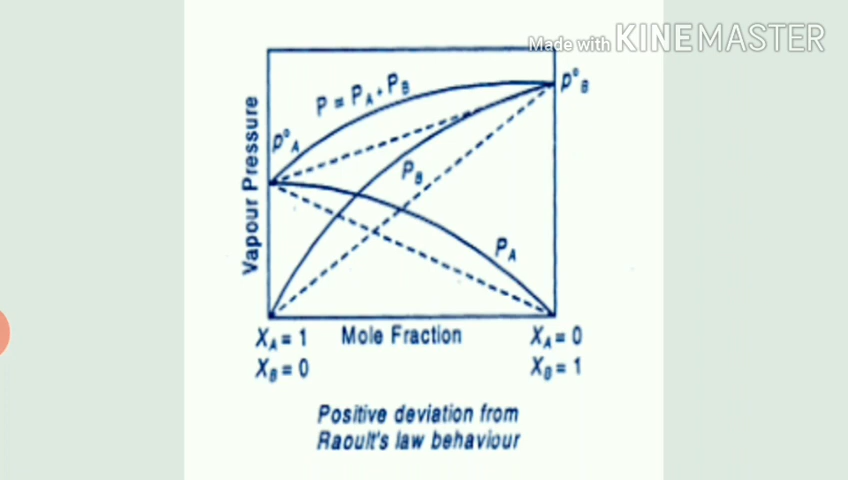 Made with KINEMASTER
P = PA + PB
p°B
p°A
PB
PA
Vapour Pressure
XA = 1 Mole Fraction XA = 0
XB = 0 XB = 1
Positive deviation from
Raoult's law behaviour